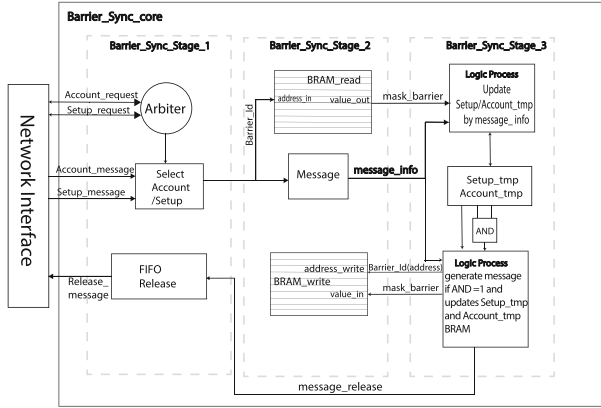 Barrier_Sync_core
Barrier_Sync_Stage_1
Barrier_Sync_Stage_2
Barrier_Sync_Stage_3
Network Interface
Account_request
Setup_request
Arbiter
Account_message
Setup_message
Select
Account
/Setup
Barrier_Id
BRAM_read
address_in
value_out
mask_barrier
Logic Process
Update
Setup/Account_tmp
by message_info
Message
message_info
Setup_tmp
Account_tmp
AND
FIFO
Release
Release_
message
address_write
BRAM_write
value_in
Barrier_Id(address)
mask_barrier
Logic Process
generate message
if AND =1 and
updates Setup_tmp
and Account_tmp
BRAM
message_release